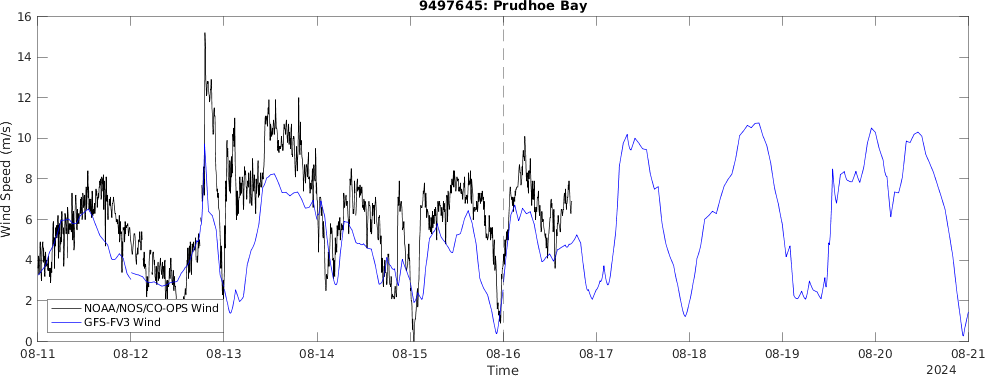 9497645: Prudhoe Bay
Wind Speed (m/s)
16
14
12
10
8
6
4
2
0
NOAA/NOS/CO-OPS Wind
GFS-FV3 Wind
08-11 08-12 08-13 08-14 08-15 08-16 08-17 08-18 08-19 08-20 08-21
Time
2024